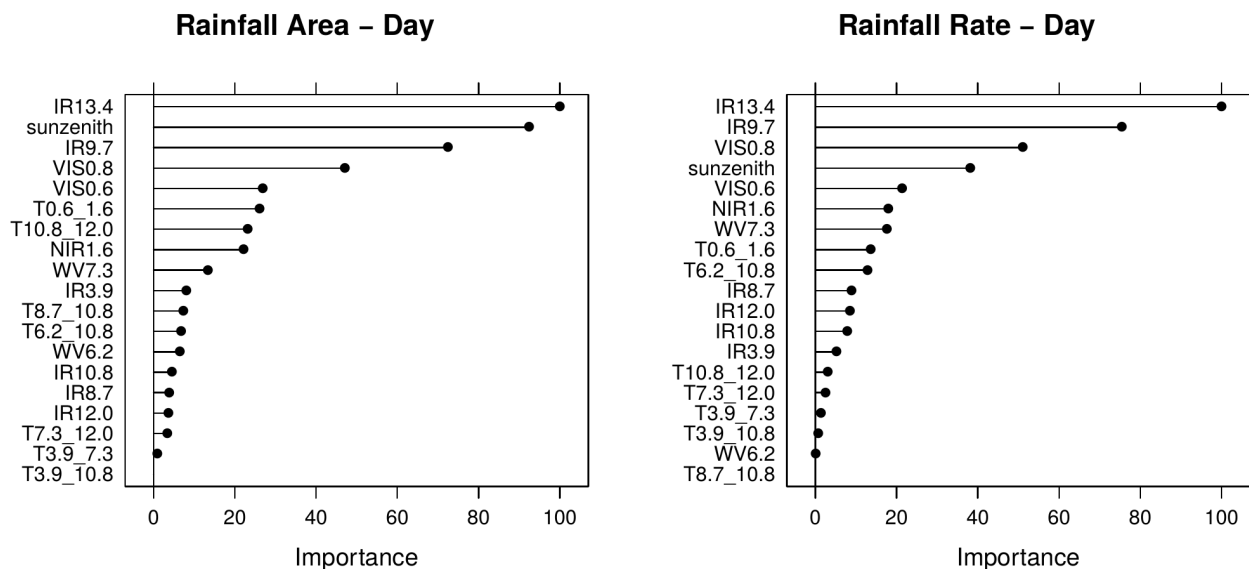 Rainfall Area – Day
IR13.4
sunzenith
IR9.7
VIS0.8
VIS0.6
T0.6_1.6
T10.8_12.0
NIR1.6
WV7.3
IR3.9
T8.7_10.8
T6.2_10.8
WV6.2
IR10.8
IR8.7
IR12.0
T7.3_12.0
T3.9_7.3
T3.9_10.8
0 20 40 60 80 100
Importance
Rainfall Rate – Day
IR13.4
IR9.7
VIS0.8
sunzenith
VIS0.6
NIR1.6
WV7.3
T0.6_1.6
T6.2_10.8
IR8.7
IR12.0
IR10.8
IR3.9
T10.8_12.0
T7.3_12.0
T3.9_7.3
T3.9_10.8
WV6.2
T8.7_10.8
0 20 40 60 80 100
Importance